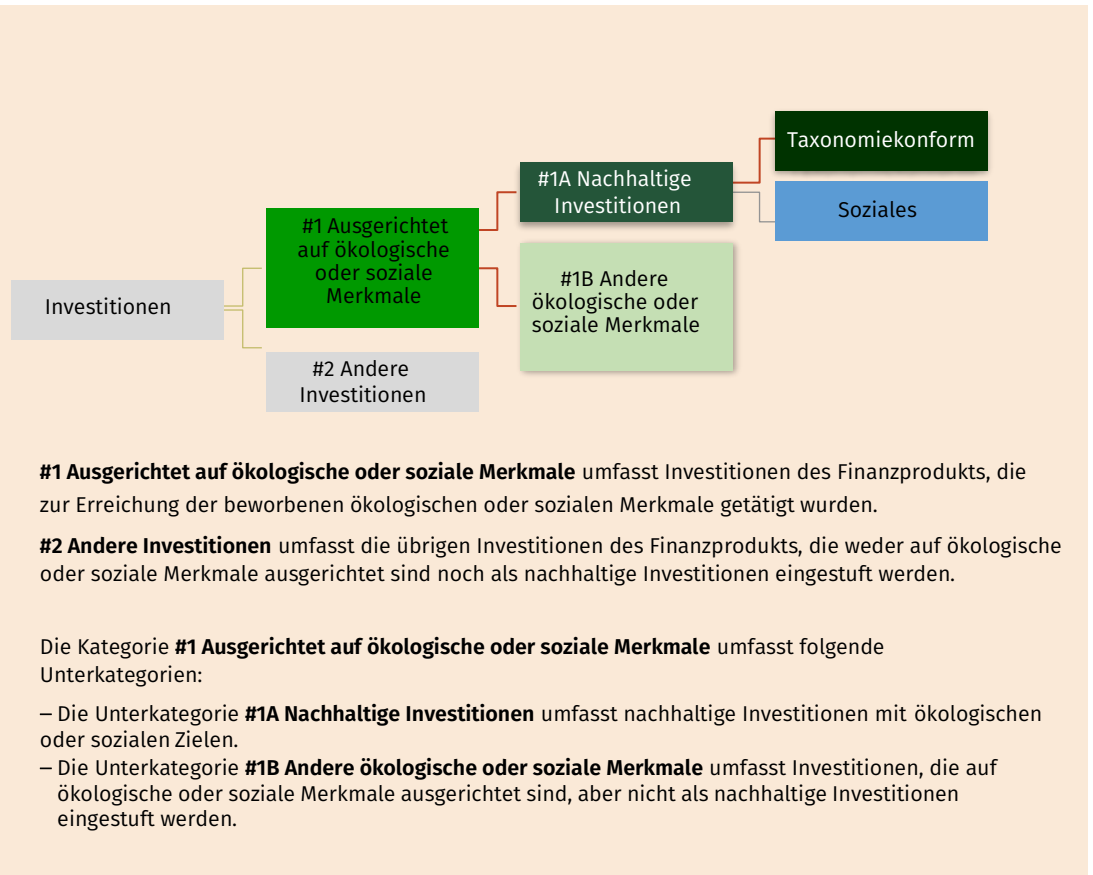 Taxonomiekonform
#1A Nachhaltige
Investitionen
Soziales
#1 Ausgerichtet
auf ökologische
oder soziale
Merkmale
#1B Andere
ökologische oder
soziale Merkmale
Investitionen
#2 Andere
Investitionen
#1 Ausgerichtet auf ökologische oder soziale Merkmale umfasst Investitionen des Finanzprodukts, die
zur Erreichung der beworbenen ökologischen oder sozialen Merkmale getätigt wurden.
#2 Andere Investitionen umfasst die übrigen Investitionen des Finanzprodukts, die weder auf ökologische
oder soziale Merkmale ausgerichtet sind noch als nachhaltige Investitionen eingestuft werden.
Die Kategorie #1 Ausgerichtet auf ökologische oder soziale Merkmale umfasst folgende
Unterkategorien:
– Die Unterkategorie #1A Nachhaltige Investitionen umfasst nachhaltige Investitionen mit ökologischen
oder sozialen Zielen.
– Die Unterkategorie #1B Andere ökologische oder soziale Merkmale umfasst Investitionen, die auf
ökologische oder soziale Merkmale ausgerichtet sind, aber nicht als nachhaltige Investitionen
eingestuft werden.